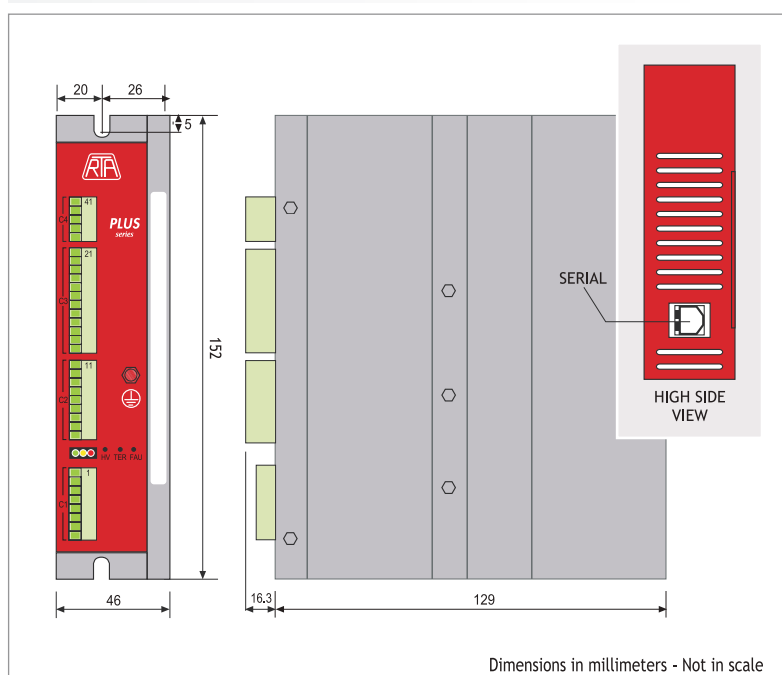 20
26
5
RTA
41
C4
PLUS
series
21
C3
SERIAL
152
11
C2
HIGH SIDE
VIEW
HV TER FAU
1
C1
46
16.3
129
Dimensions in millimeters - Not in scale